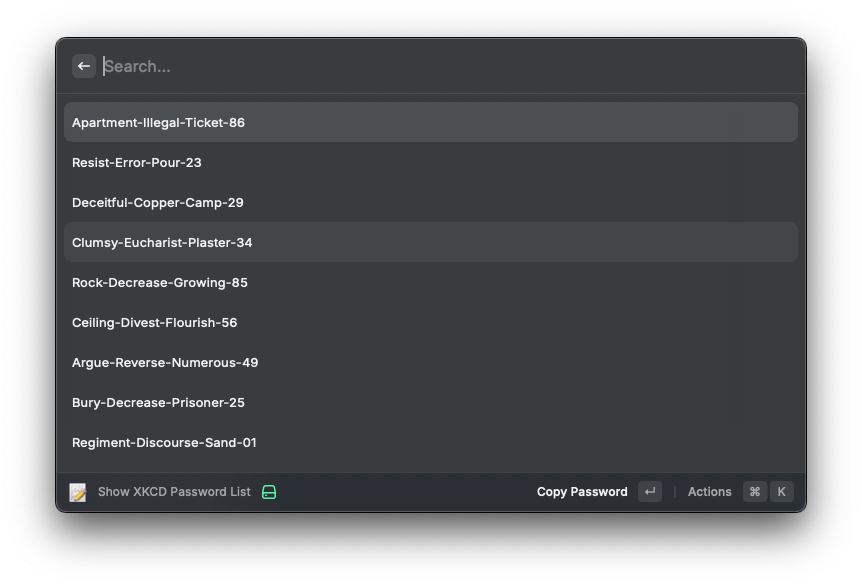 Search...
Apartment-Illegal-Ticket-86
Resist-Error-Pour-23
Deceitful-Copper-Camp-29
Clumsy-Eucharist-Plaster-34
Rock-Decrease-Growing-85
Ceiling-Divest-Flourish-56
Argue-Reverse-Numerous-49
Bury-Decrease-Prisoner-25
Regiment-Discourse-Sand-01
Show XKCD Password List Copy Password ↵ | Actions ⌘ K